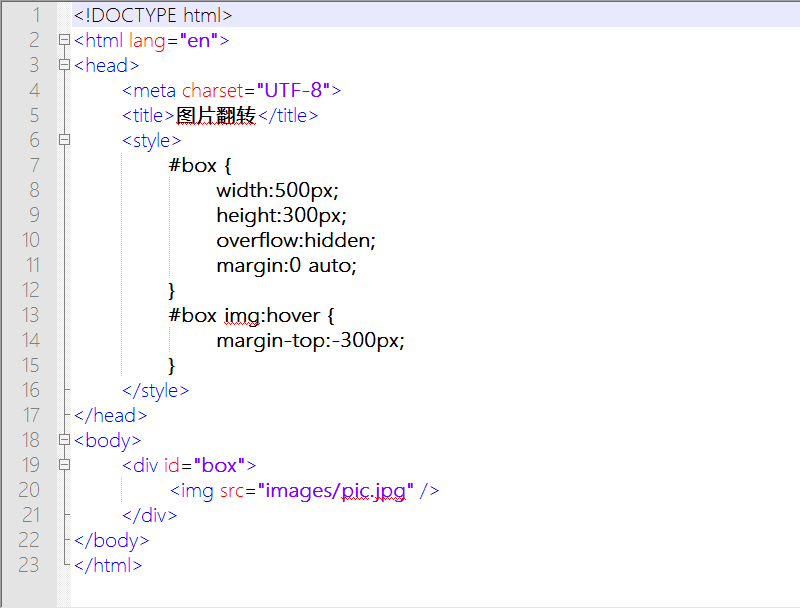 1 <!DOCTYPE html>
2 <html lang="en">
3 <head>
4 <meta charset="UTF-8">
5 <title>图片翻转</title>
6 <style>
7 #box {
8 width:500px;
9 height:300px;
10 overflow:hidden;
11 margin:0 auto;
12 }
13 #box img:hover {
14 margin-top:-300px;
15 }
16 </style>
17 </head>
18 <body>
19 <div id="box">
20 <img src="images/pic.jpg" />
21 </div>
22 </body>
23 </html>